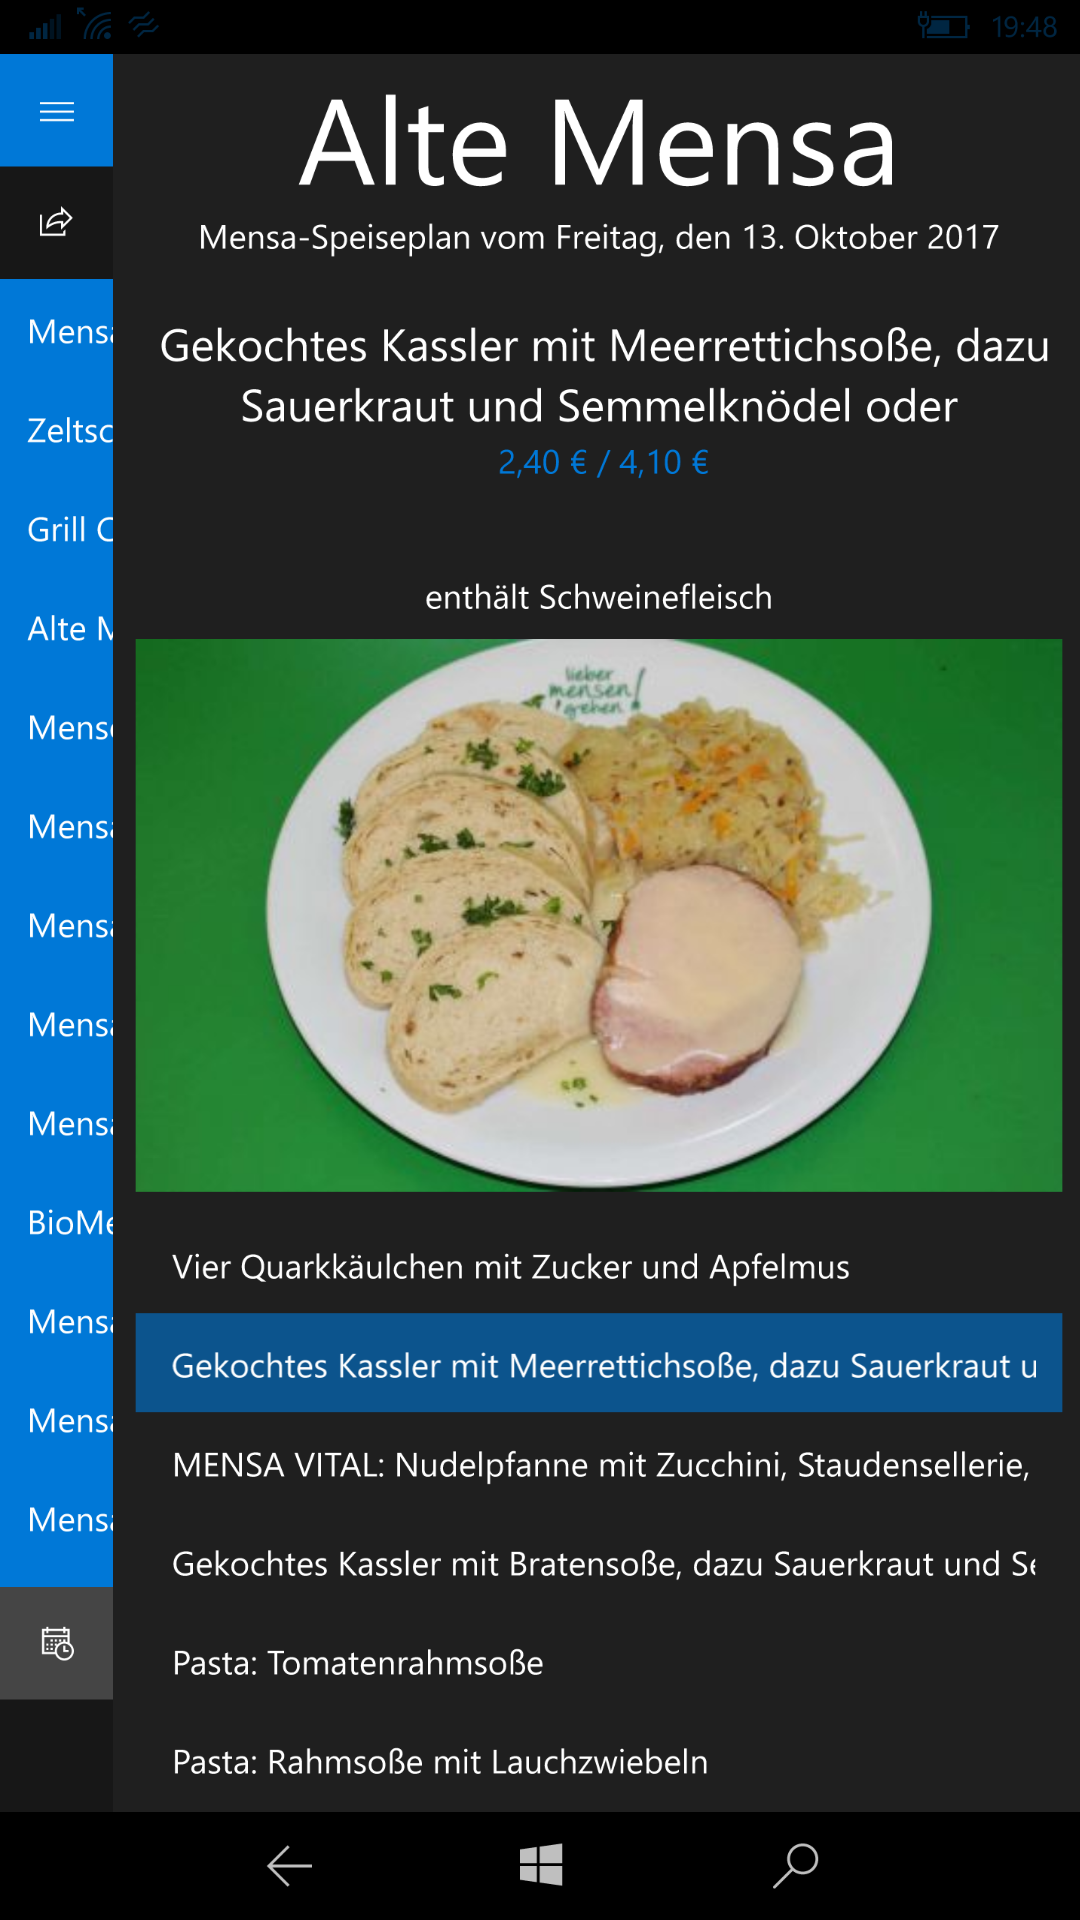 19:48
Alte Mensa
Mensa-Speiseplan vom Freitag, den 13. Oktober 2017
Gekochtes Kassler mit Meerrettichsoße, dazu
Sauerkraut und Semmelknödel oder
2,40 € / 4,10 €
enthält Schweinefleisch
lieber
mensen
gehen !
Mensa
Zeltsc
Grill C
Alte M
Mense
Mensa
Mensa
Mensa
Mensa
BioMe
Mensa
Mensa
Mensa
Vier Quarkkäulchen mit Zucker und Apfelmus
Gekochtes Kassler mit Meerrettichsoße, dazu Sauerkraut u
MENSA VITAL: Nudelpfanne mit Zucchini, Staudensellerie,
Gekochtes Kassler mit Bratensoße, dazu Sauerkraut und Se
Pasta: Tomatenrahmsoße
Pasta: Rahmsoße mit Lauchzwiebeln